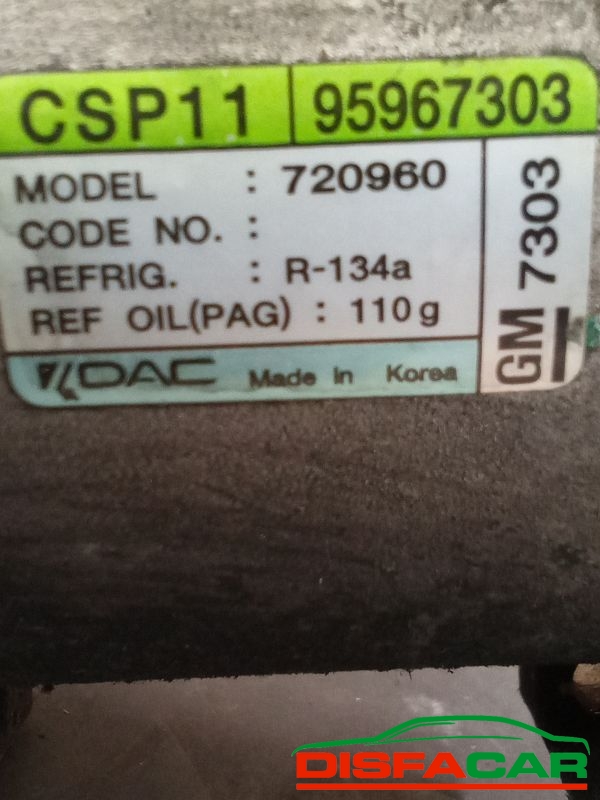 CSP11 95967303
MODEL : 720960
CODE NO. :
REFRIG. : R-134a
REF OIL(PAG) : 110g
DAC Made In Korea
GM 7303
DISFACAR